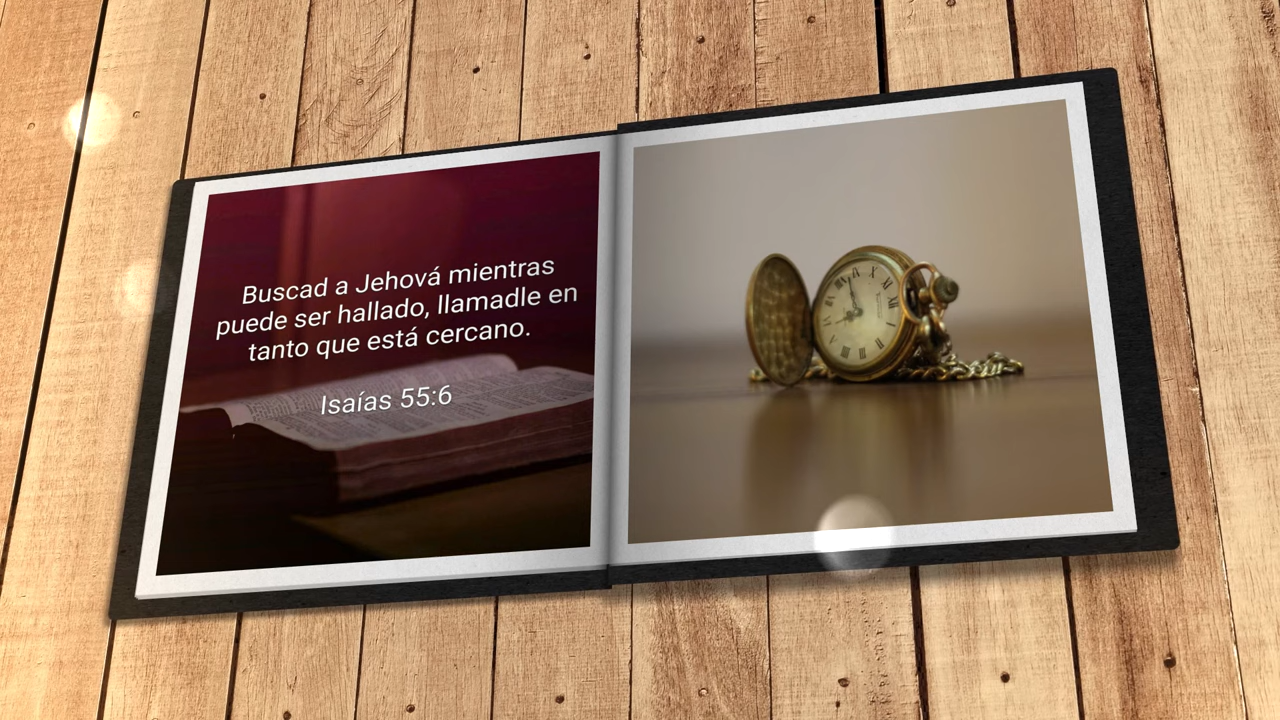 Buscad a Jehová mientras
puede ser hallado, llamadle en
tanto que está cercano.
Isaías 55:6